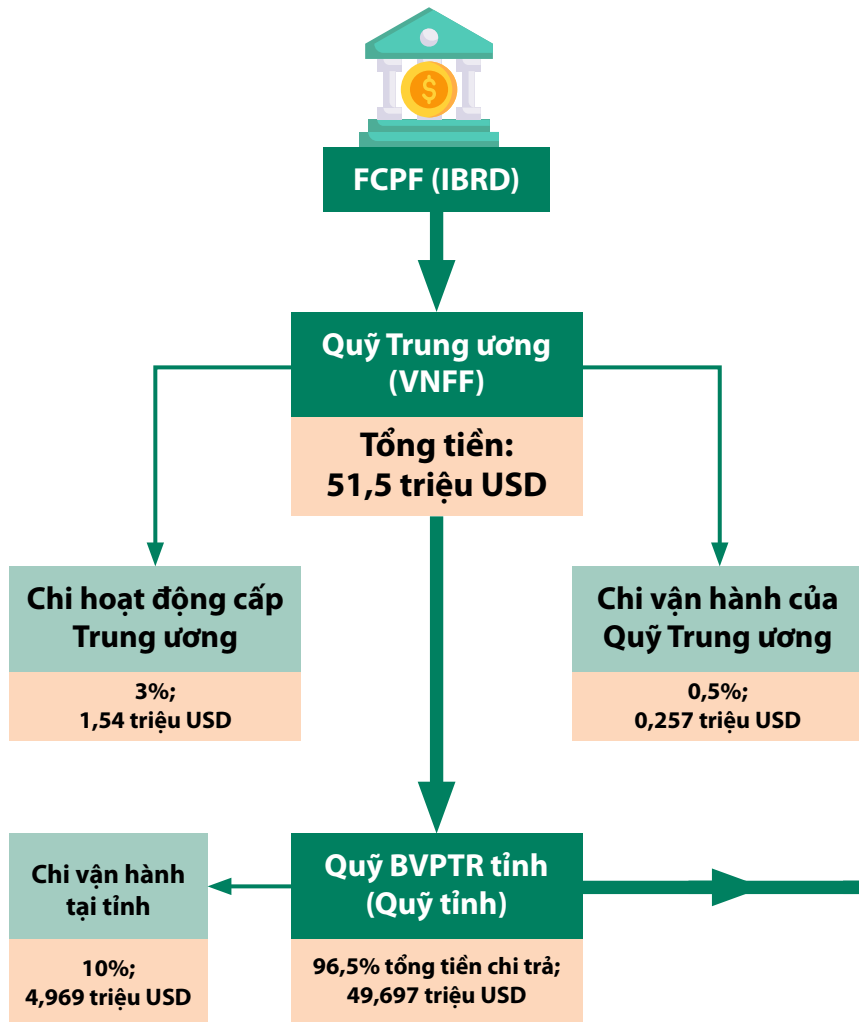 $
FCPF (IBRD)
Quỹ Trung ương
(VNFF)
Tổng tiền:
51,5 triệu USD
Chi hoạt động cấp
Trung ương
3%;
1,54 triệu USD
Chi vận hành của
Quỹ Trung ương
0,5%;
0,257 triệu USD
Chi vận hành
tại tỉnh
10%;
4,969 triệu USD
Quỹ BVPTR tỉnh
(Quỹ tỉnh)
96,5% tổng tiền chi trả;
49,697 triệu USD